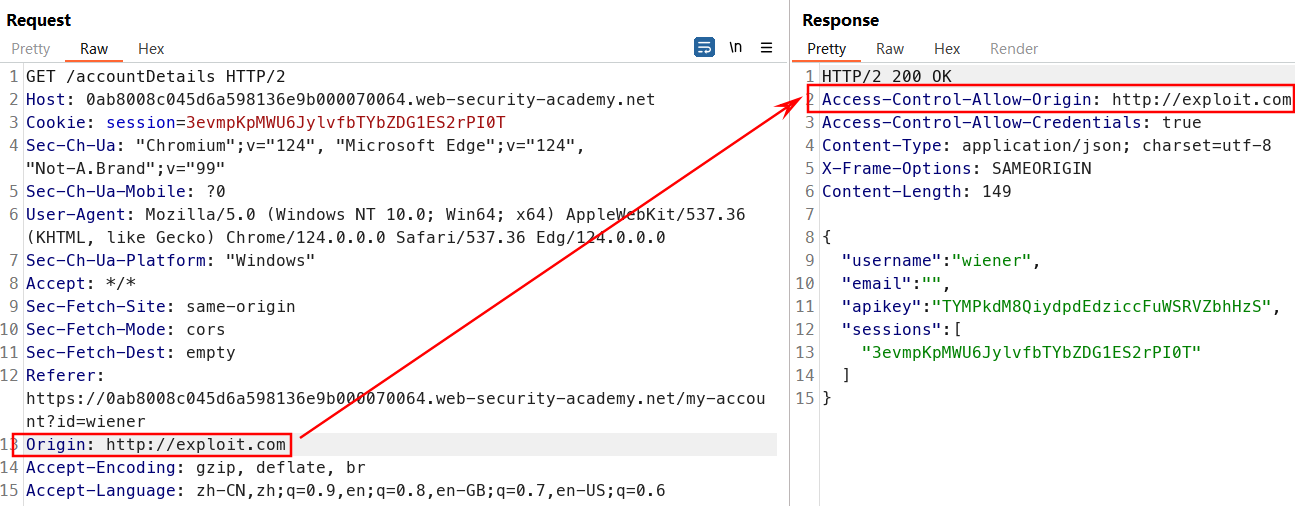 Request
Pretty Raw Hex \n
1 GET /accountDetails HTTP/2
2 Host: 0ab8008c045d6a598136e9b000070064.web-security-academy.net
3 Cookie: session=3evmpKpMWU6JylvfbTYbZDG1ES2rPI0T
4 Sec-Ch-Ua: "Chromium";v="124", "Microsoft Edge";v="124",
"Not-A.Brand";v="99"
5 Sec-Ch-Ua-Mobile: ?0
6 User-Agent: Mozilla/5.0 (Windows NT 10.0; Win64; x64) AppleWebKit/537.36
(KHTML, like Gecko) Chrome/124.0.0.0 Safari/537.36 Edg/124.0.0.0
7 Sec-Ch-Ua-Platform: "Windows"
8 Accept: */*
9 Sec-Fetch-Site: same-origin
10 Sec-Fetch-Mode: cors
11 Sec-Fetch-Dest: empty
12 Referer:
https://0ab8008c045d6a598136e9b000070064.web-security-academy.net/my-accou
nt?id=wiener
13 Origin: http://exploit.com
14 Accept-Encoding: gzip, deflate, br
15 Accept-Language: zh-CN,zh;q=0.9,en;q=0.8,en-GB;q=0.7,en-US;q=0.6
Response
Pretty Raw Hex Render
1 HTTP/2 200 OK
2 Access-Control-Allow-Origin: http://exploit.com
3 Access-Control-Allow-Credentials: true
4 Content-Type: application/json; charset=utf-8
5 X-Frame-Options: SAMEORIGIN
6 Content-Length: 149
7
8 {
9 "username":"wiener",
10 "email":"",
11 "apikey":"TYMPkdM8QiydpdEdziccFuWSRVZbhHzS",
12 "sessions":[
13 "3evmpKpMWU6JylvfbTYbZDG1ES2rPI0T"
14 ]
15 }